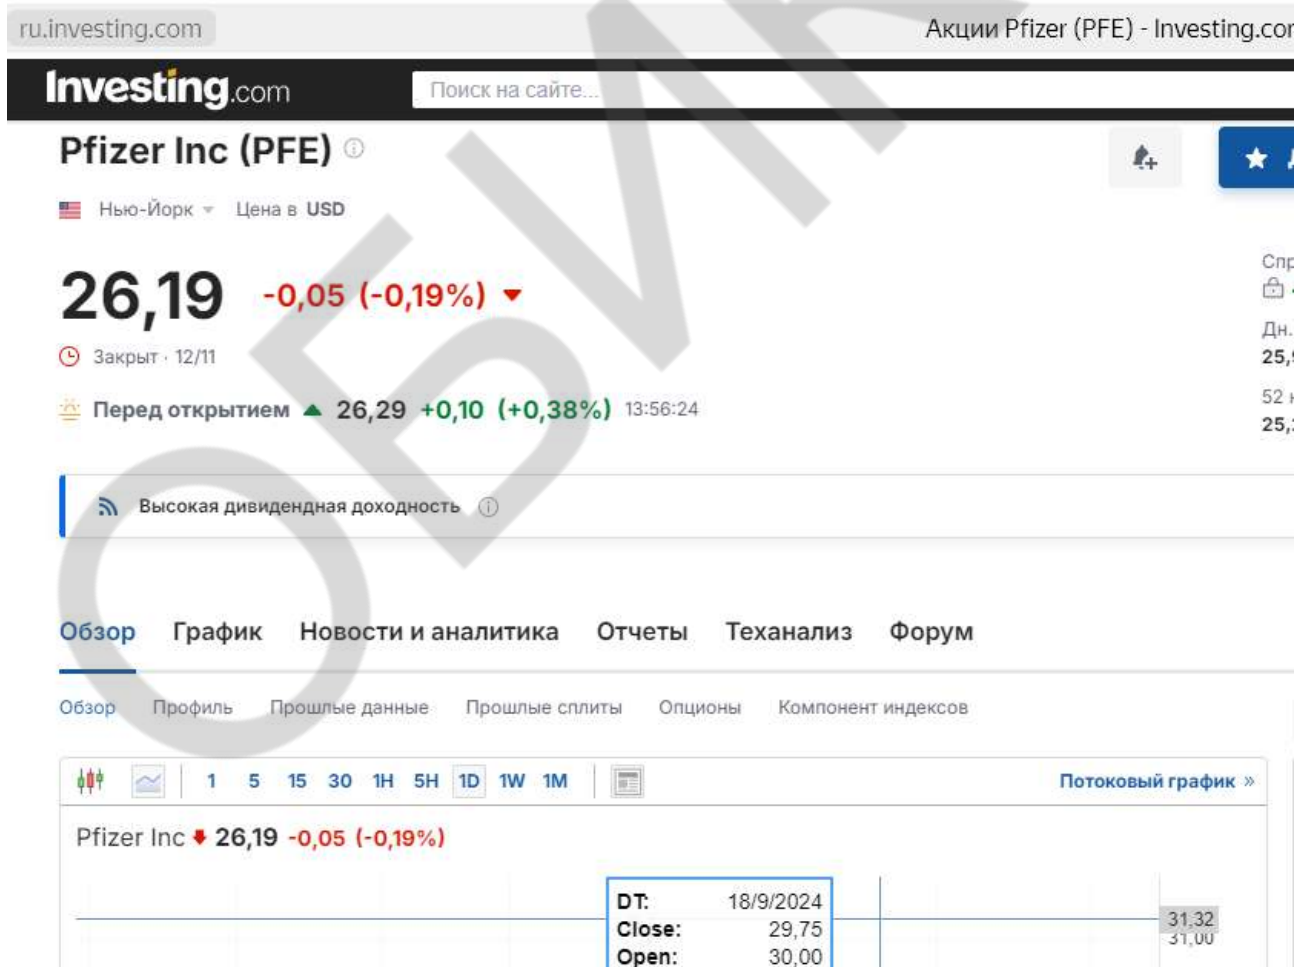 ru.investing.com Акции Pfizer (PFE) - Investing.com
Investing.com Поиск на сайте...
Pfizer Inc (PFE)
Нью-Йорк Цена в USD
26,19 -0,05 (-0,19%)
Закрыт · 12/11
Перед открытием 26,29 +0,10 (+0,38%) 13:56:24
Дн.
52
Высокая дивидендная доходность
Обзор График Новости и аналитика Отчеты Теханализ Форум
Обзор Профиль Прошлые данные Прошлые сплиты Опционы Компонент индексов
1 5 15 30 1H 5H 1D 1W 1M Потоковый график »
Pfizer Inc 26,19 -0,05 (-0,19%)
DT: 18/9/2024
Close: 29,75
Open: 30,00
31,32
31,00